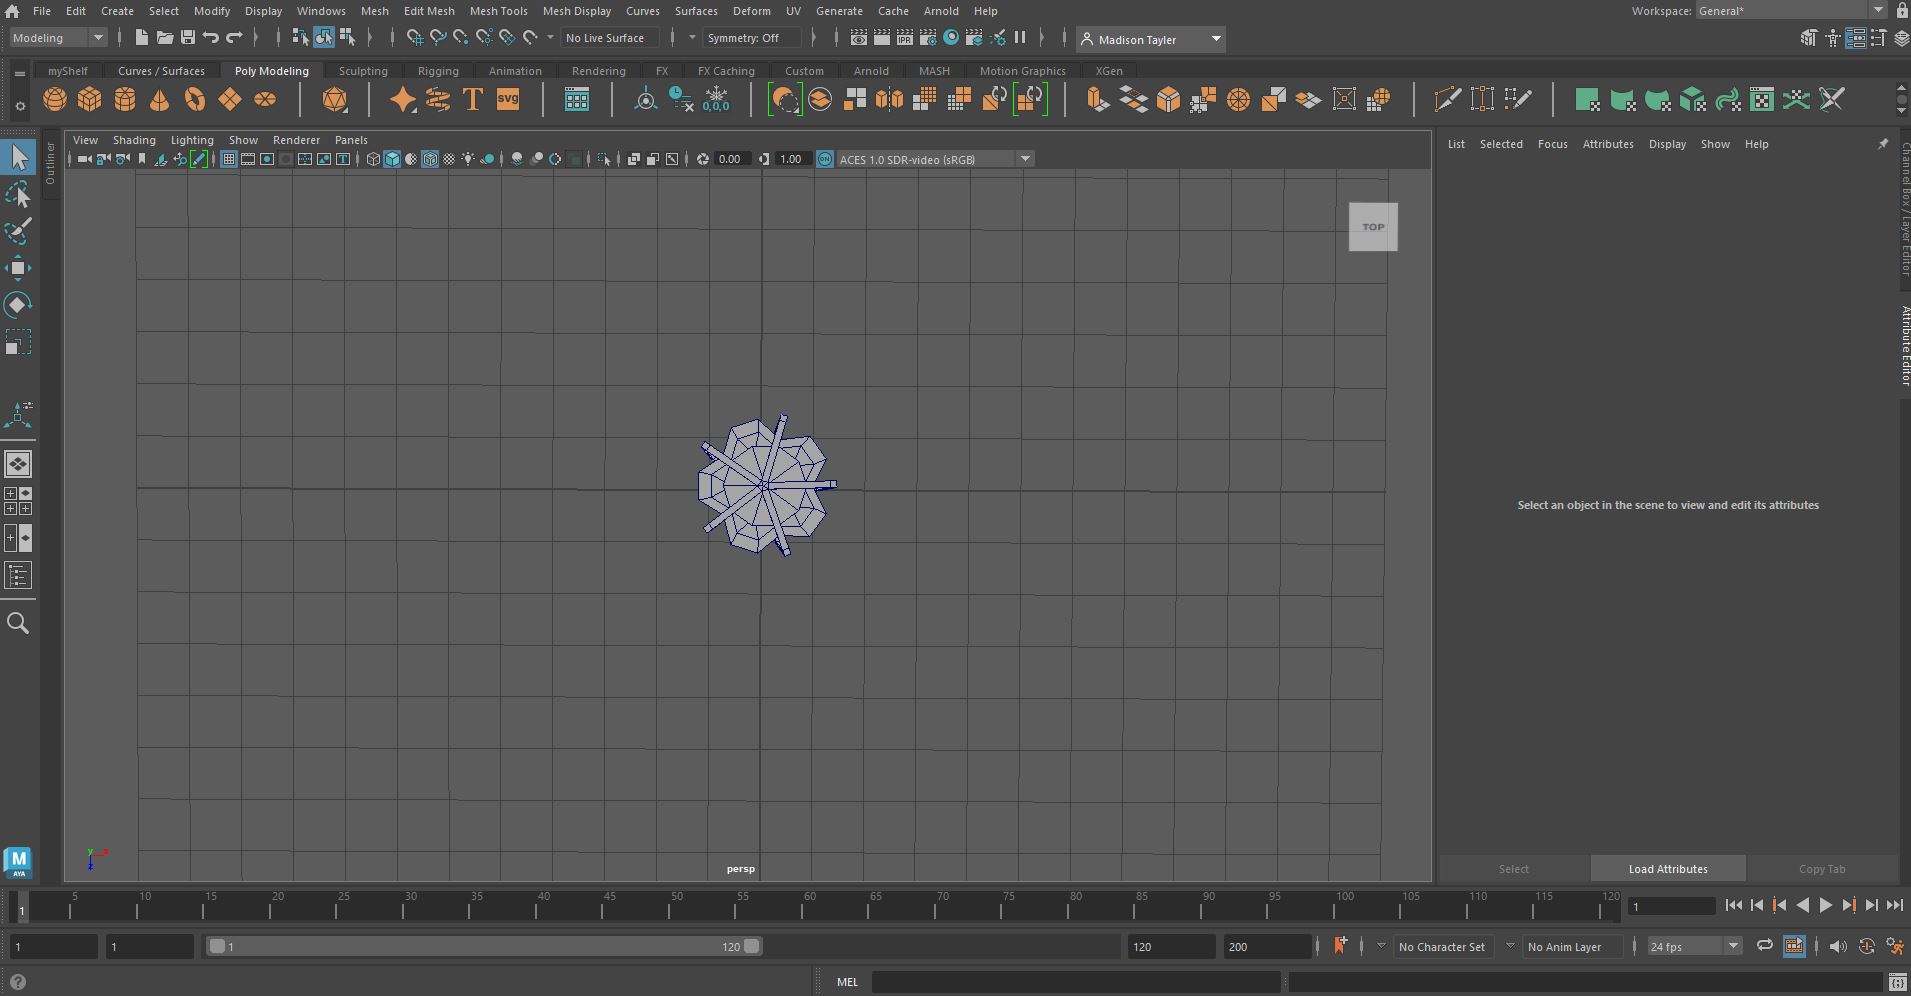 File Edit Create Select Modify Display Windows Mesh Edit Mesh Mesh Tools Mesh Display Curves Surfaces Deform UV Generate Cache Arnold Help Workspace: General*
Modeling No Live Surface Symmetry: Off IPR Madison Tayler
myShelf Curves / Surfaces Poly Modeling Sculpting Rigging Animation Rendering FX FX Caching Custom Arnold MASH Motion Graphics XGen
T SVG 0,0,0
Outliner
View Shading Lighting Show Renderer Panels
0.00 1.00 ON ACES 1.0 SDR-video (sRGB)
List Selected Focus Attributes Display Show Help
Channel Box / Layer Editor
Attribute Editor
TOP
Select an object in the scene to view and edit its attributes
y x
z
persp
M
AYA
Select Load Attributes Copy Tab
1 5 10 15 20 25 30 35 40 45 50 55 60 65 70 75 80 85 90 95 100 105 110 115 120 1
1 1 1 120 120 200 No Character Set No Anim Layer 24 fps
MEL